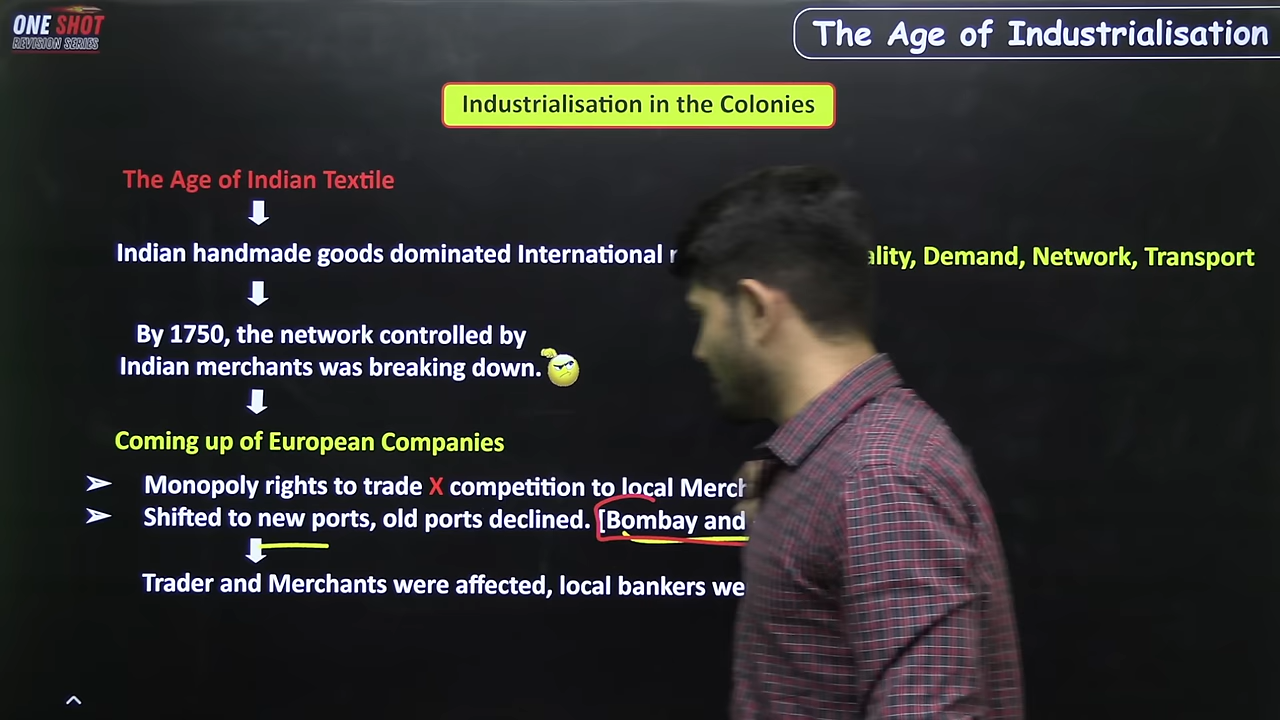 ONE SHOT
REVISION SERIES
The Age of Industrialisation
Industrialisation in the Colonies
The Age of Indian Textile
Indian handmade goods dominated International
Demand, Network, Transport
By 1750, the network controlled by
Indian merchants was breaking down.
Coming up of European Companies
Monopoly rights to trade X competition to local
Shifted to new ports, old ports declined. [Bombay and
Trader and Merchants were affected, local bankers